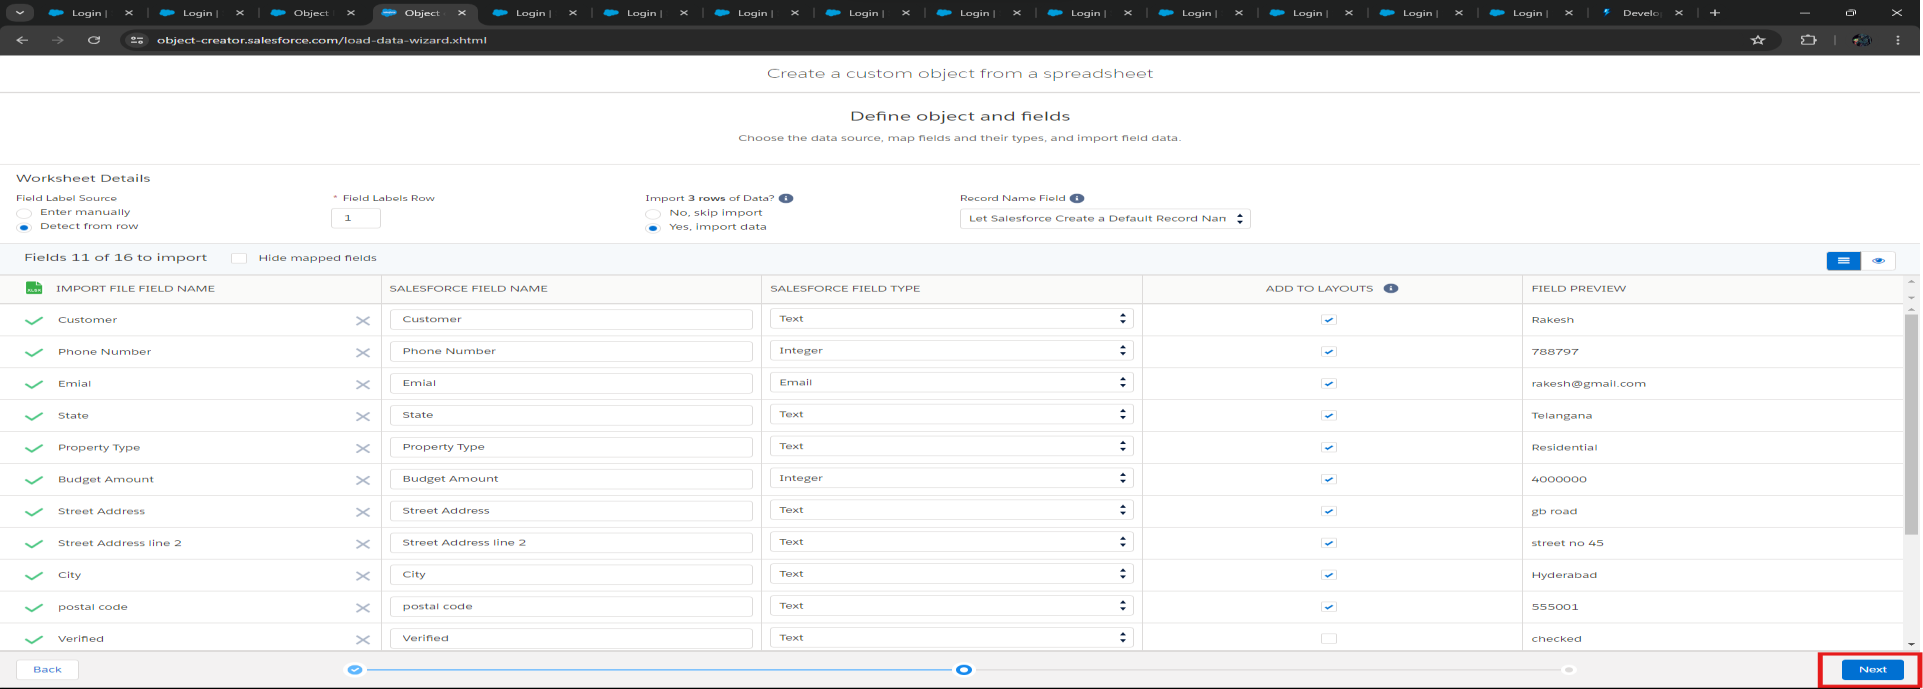 Login | Login | Object Object Login | Login | Login | Login | Login | Login | Login | Login | Login | Login | Develo
object-creator.salesforce.com/load-data-wizard.xhtml
Create a custom object from a spreadsheet
Define object and fields
Choose the data source, map fields and their types, and import field data.
Worksheet Details
Field Label Source * Field Labels Row Import 3 rows of Data? Record Name Field
Enter manually 1 No, skip import Let Salesforce Create a Default Record Nan
Detect from row Yes, import data
Fields 11 of 16 to import Hide mapped fields
XLSX IMPORT FILE FIELD NAME SALESFORCE FIELD NAME SALESFORCE FIELD TYPE ADD TO LAYOUTS FIELD PREVIEW
Customer Customer Text Rakesh
Phone Number Phone Number Integer 788797
Emial Emial Email rakesh@gmail.com
State State Text Telangana
Property Type Property Type Text Residential
Budget Amount Budget Amount Integer 4000000
Street Address Street Address Text gb road
Street Address line 2 Street Address line 2 Text street no 45
City City Text Hyderabad
postal code postal code Text 555001
Verified Verified Text checked
Back Next